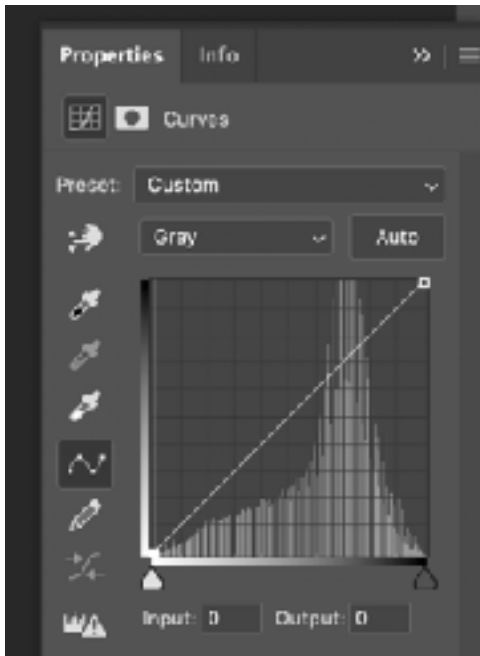 Properties Info
Curves
Preset: Custom
Gray Auto
Input: 0 Output: 0